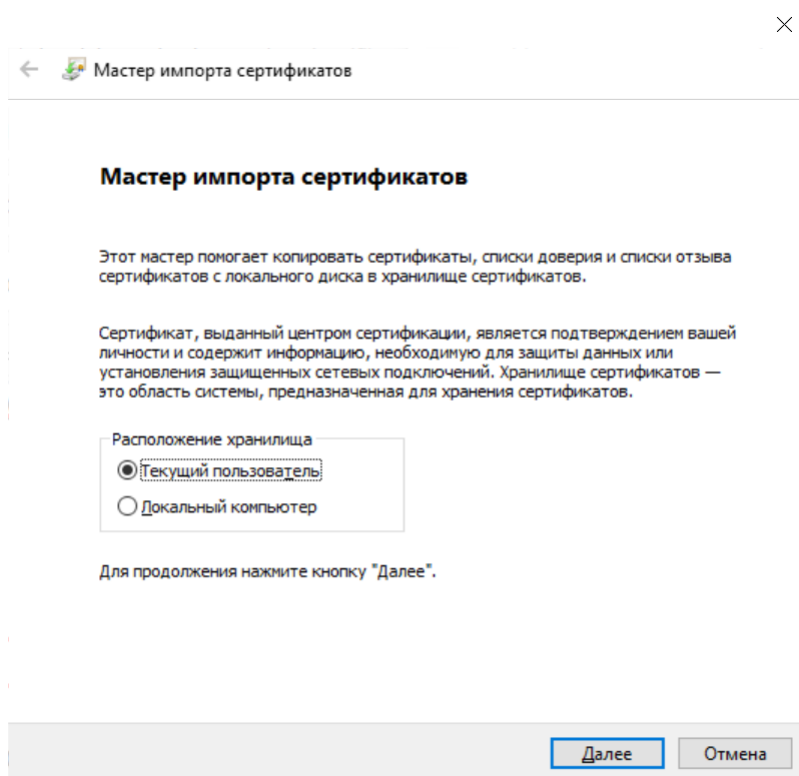 Мастер импорта сертификатов
Мастер импорта сертификатов
Этот мастер помогает копировать сертификаты, списки доверия и списки отзыва
сертификатов с локального диска в хранилище сертификатов.
Сертификат, выданный центром сертификации, является подтверждением вашей
личности и содержит информацию, необходимую для защиты данных или
установления защищенных сетевых подключений. Хранилище сертификатов —
это область системы, предназначенная для хранения сертификатов.
Расположение хранилища
Текущий пользователь
Локальный компьютер
Для продолжения нажмите кнопку "Далее".
Далее Отмена